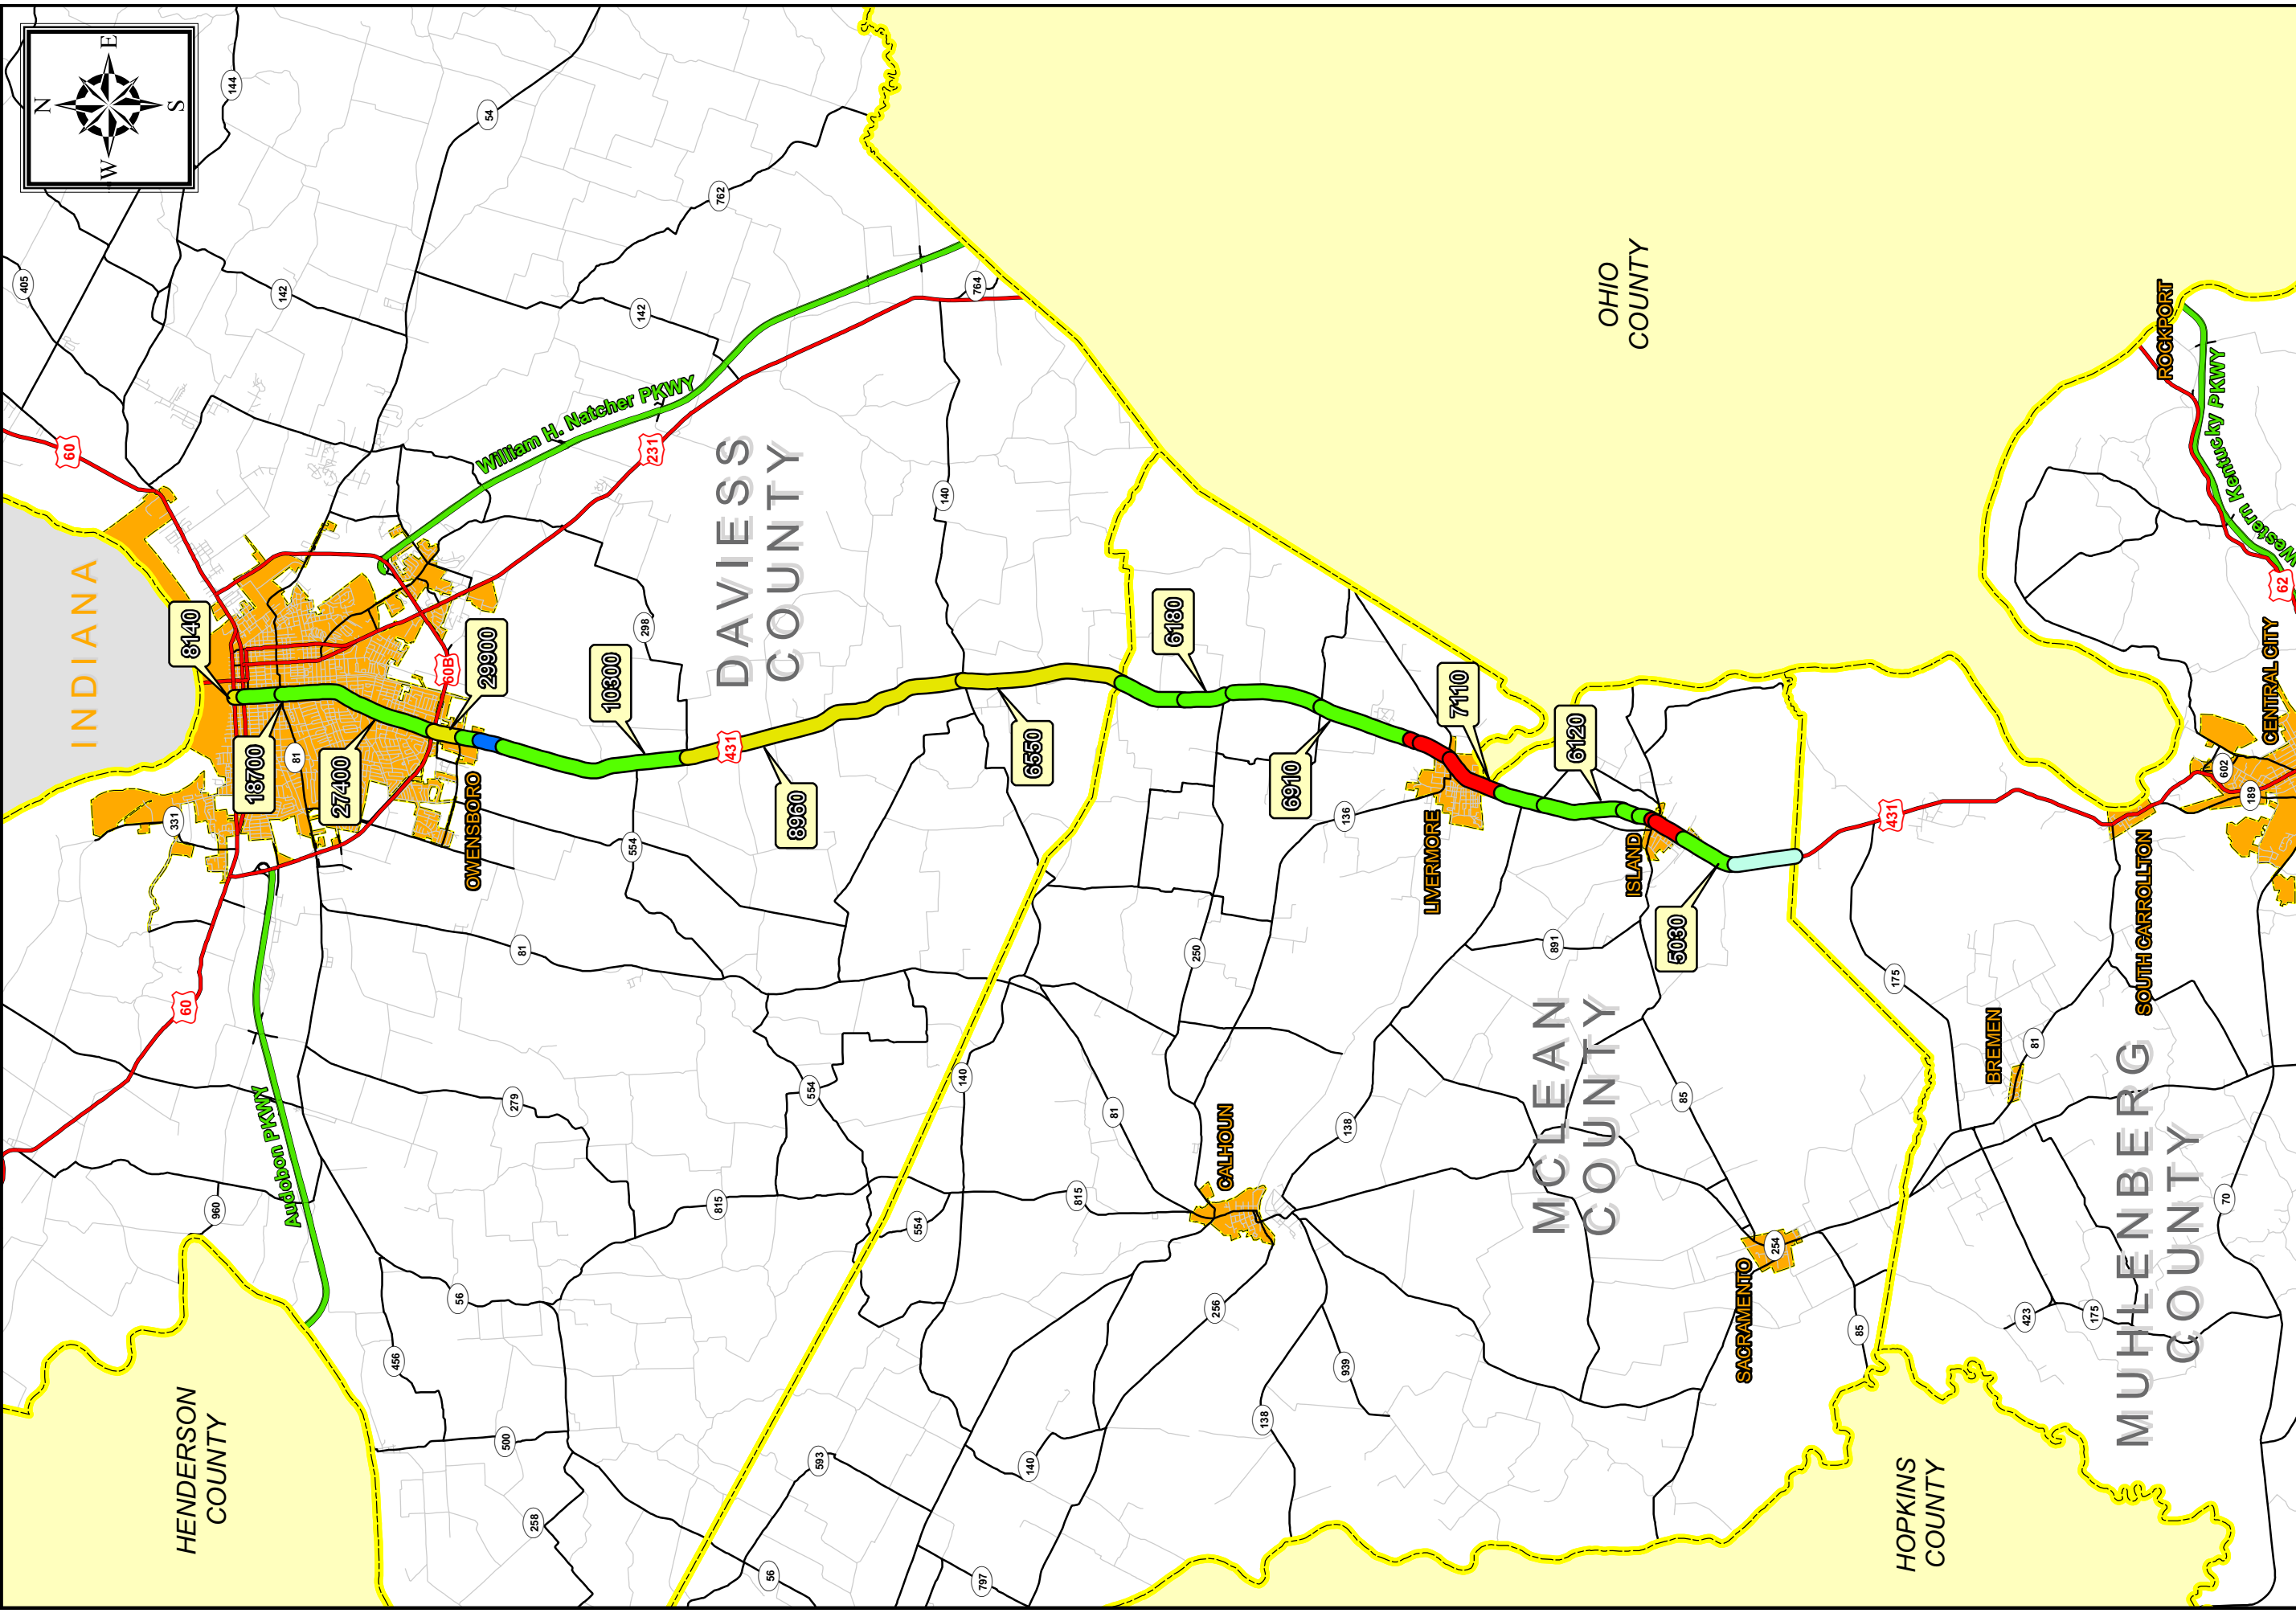 N
W
E
S
INDIANA
405
60
144
HENDERSON
COUNTY
960
60
331
8140
142
Audobon PKWY
18700
81
27400
456
56
60B
OWENSBORO
29900
54
500
279
81
William H. Natcher PKWY
258
10300
554
298
142
231
815
431
DAVIESS
COUNTY
762
56
593
554
8960
554
140
140
764
797
140
6550
815
81
6180
250
256
CALHOUN
138
6910
138
939
136
LIVERMORE
7110
MCLEAN
COUNTY
891
6120
OHIO
COUNTY
ISLAND
5030
85
SACRAMENTO
254
85
175
431
HOPKINS
COUNTY
BREMEN
423
81
175
MUHLENBERG
COUNTY
SOUTH CARROLLTON
ROCKPORT
Western Kentucky PKWY
70
602
189
CENTRAL CITY
62